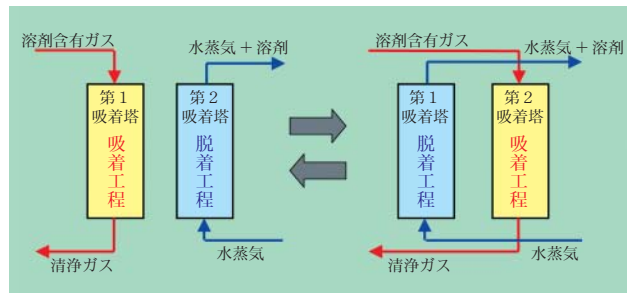 溶剤含有ガス
水蒸気＋溶剤
第1
吸着塔
吸着工程
第2
吸着塔
脱着工程
清浄ガス
水蒸気
溶剤含有ガス
水蒸気＋溶剤
第1
吸着塔
脱着工程
第2
吸着塔
吸着工程
清浄ガス
水蒸気